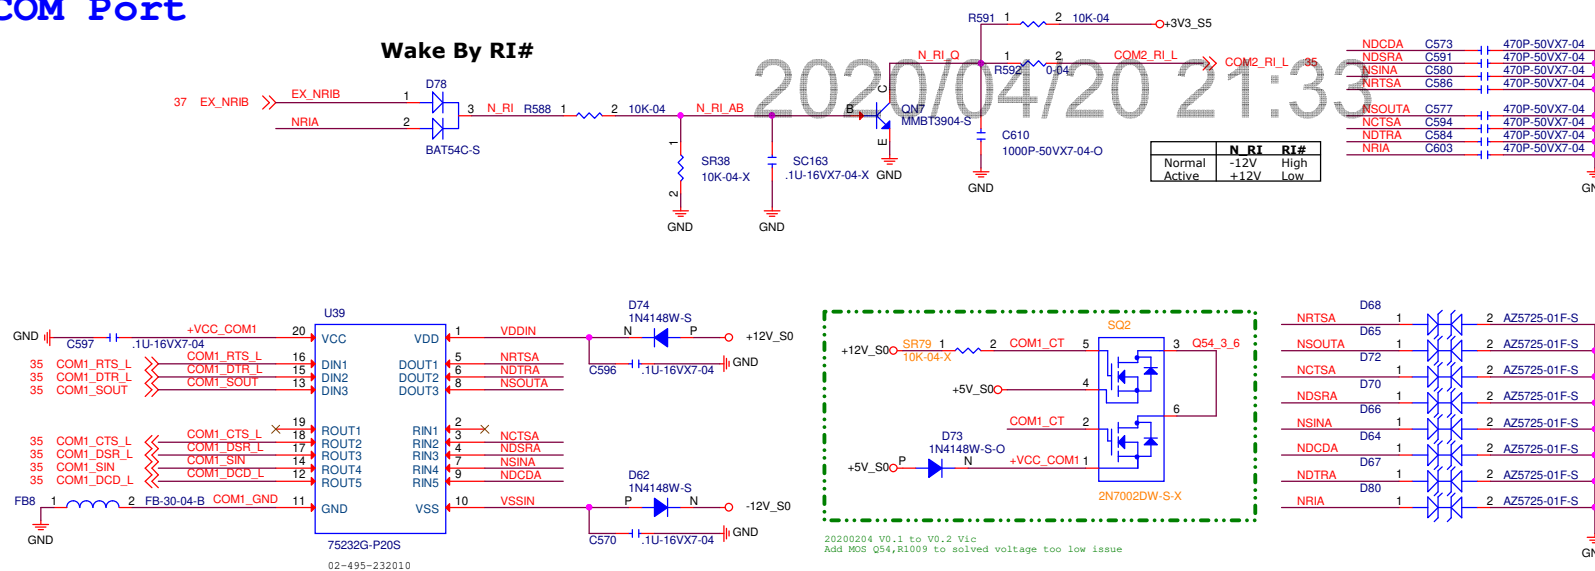 COM Port
Wake By RI#
2020/04/20 21:33
37 EX_NRIB EX_NRIB 1 D78 3 N_RI R588 1 2 10K-04 N_RI_AB
NRIA 2
BAT54C-S
1 SR38 10K-04-X 2 GND
SC163 .1U-16VX7-04-X GND
B C E QN7 MMBT3904-S GND
R591 1 2 10K-04 +3V3_S5
N_RI_Q R592 1 2 0-04 COM2_RI_L COM2_RI_L 35
C610 1000P-50VX7-04-O GND
N_RI RI#
Normal -12V High
Active +12V Low
NDCDA C573 470P-50VX7-04
NDSRA C591 470P-50VX7-04
NSINA C580 470P-50VX7-04
NRTSA C586 470P-50VX7-04
NSOUTA C577 470P-50VX7-04
NCTSA C594 470P-50VX7-04
NDTRA C584 470P-50VX7-04
NRIA C603 470P-50VX7-04
GN
U39
GND C597 .1U-16VX7-04 +VCC_COM1 20 VCC
35 COM1_RTS_L COM1_RTS_L 16 DIN1
35 COM1_DTR_L COM1_DTR_L 15 DIN2
35 COM1_SOUT COM1_SOUT 13 DIN3
19 ROUT1
35 COM1_CTS_L COM1_CTS_L 18 ROUT2
35 COM1_DSR_L COM1_DSR_L 17 ROUT3
35 COM1_SIN COM1_SIN 14 ROUT4
35 COM1_DCD_L COM1_DCD_L 12 ROUT5
FB8 1 2 FB-30-04-B COM1_GND 11 GND
GND
VDD 1 VDDIN
DOUT1 5 NRTSA
DOUT2 6 NDTRA
DOUT3 8 NSOUTA
RIN1 2
RIN2 3 NCTSA
RIN3 4 NDSRA
RIN4 7 NSINA
RIN5 9 NDCDA
VSS 10 VSSIN
75232G-P20S
02-495-232010
D74
1N4148W-S
N P +12V_S0
C596 .1U-16VX7-04 GND
D62
1N4148W-S
P N -12V_S0
C570 .1U-16VX7-04 GND
SQ2
+12V_S0 SR79 1 2 COM1_CT 5 3 Q54_3_6
10K-04-X
+5V_S0 4
6
COM1_CT 2
D73
1N4148W-S-O
+5V_S0 P N +VCC_COM1 1
2N7002DW-S-X
20200204 V0.1 to V0.2 Vic
Add MOS Q54,R1009 to solved voltage too low issue
D68
NRTSA 1 2 AZ5725-01F-S
D65
NSOUTA 1 2 AZ5725-01F-S
D72
NCTSA 1 2 AZ5725-01F-S
D70
NDSRA 1 2 AZ5725-01F-S
D66
NSINA 1 2 AZ5725-01F-S
D64
NDCDA 1 2 AZ5725-01F-S
D67
NDTRA 1 2 AZ5725-01F-S
D80
NRIA 1 2 AZ5725-01F-S
GN